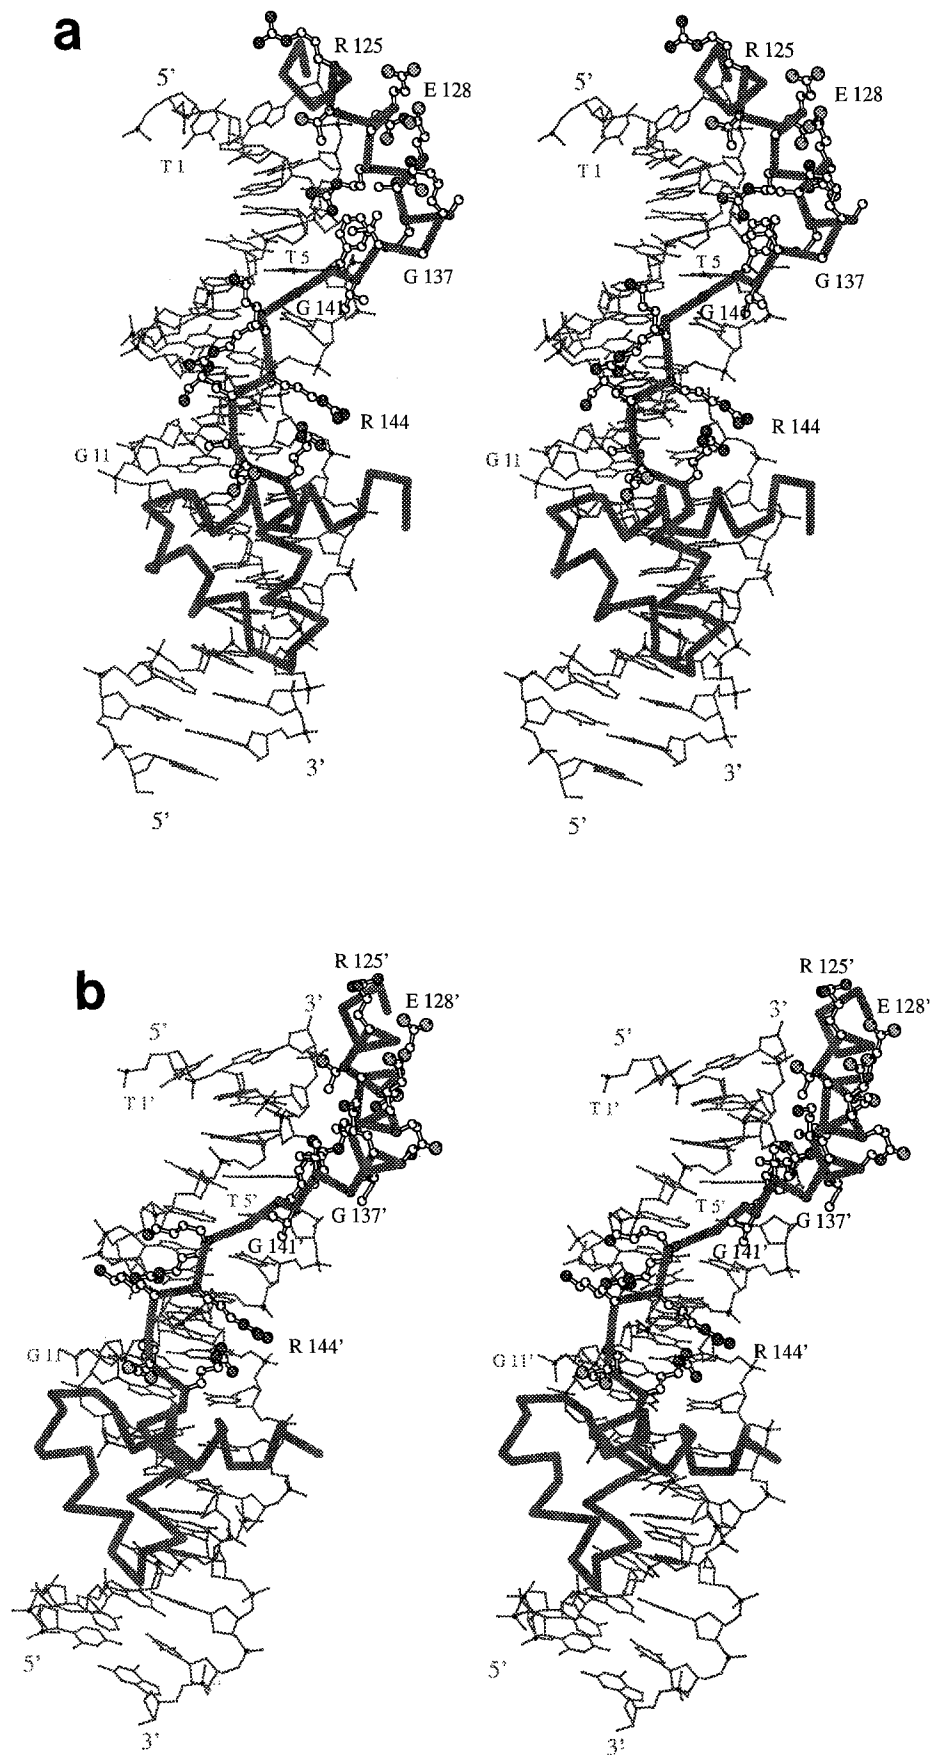 a
R 125
R 125
5'
5'
E 128
E 128
T 1
T 1
T 5
T 5
G 137
G 137
G 141
G 141
R 144
R 144
G 11
G 11
3'
3'
5'
5'
b
R 125'
R 125'
3'
3'
E 128'
E 128'
5'
5'
T 1'
T 1'
T 5'
T 5'
G 137'
G 137'
G 141'
G 141'
R 144'
R 144'
G 11
G 11'
5'
5'
3'
3'